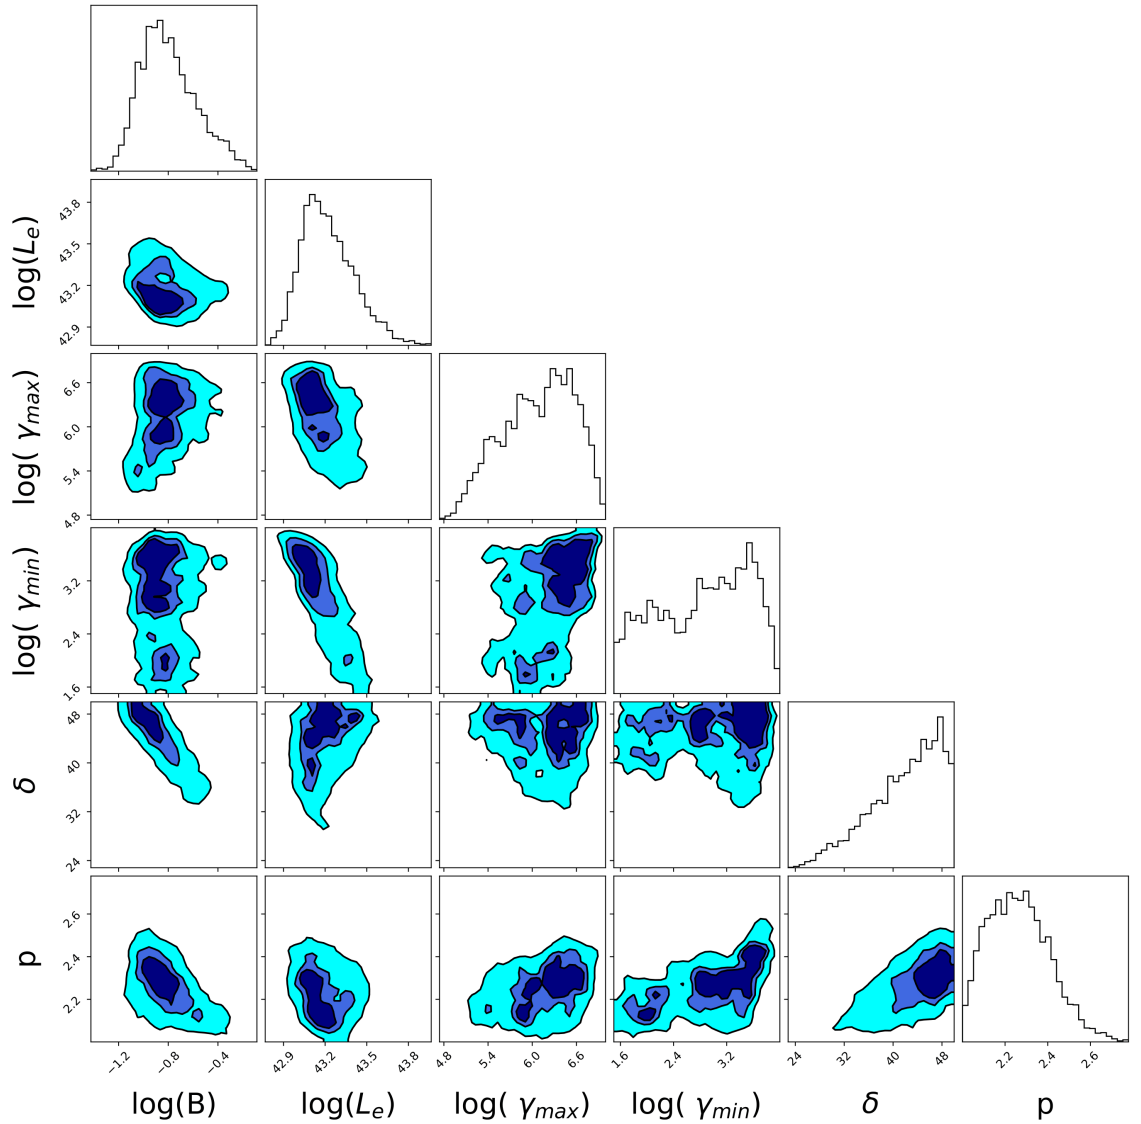 43.8
43.5
43.2
42.9
log(L_e)
6.6
6.0
5.4
4.8
log( γ_max)
3.2
2.4
1.6
log( γ_min)
48
40
32
24
δ
2.6
2.4
2.2
p
−1.2 −0.8 −0.4 42.9 43.2 43.5 43.8 4.8 5.4 6.0 6.6 1.6 2.4 3.2 24 32 40 48 2.2 2.4 2.6
log(B) log(L_e) log( γ_max) log( γ_min) δ p